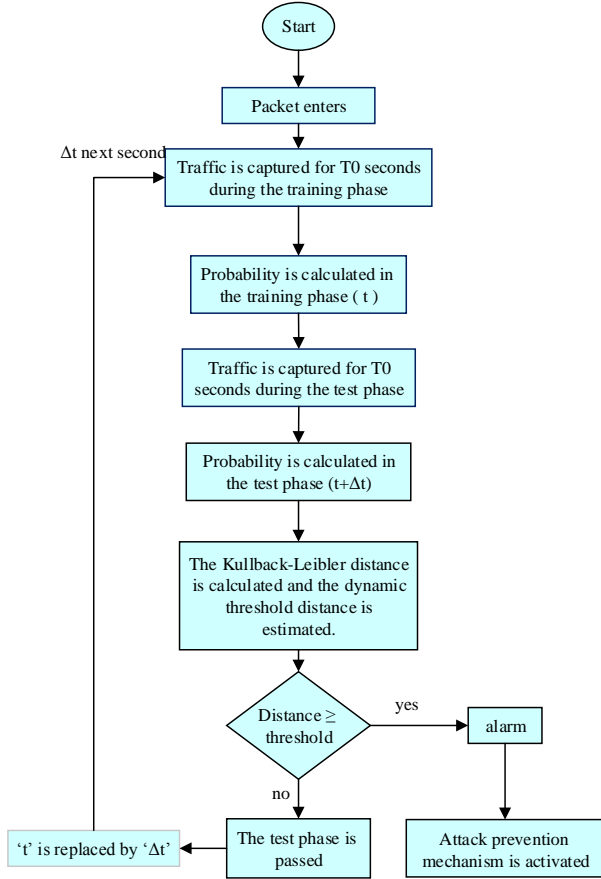 Start
Packet enters
Δt next second
Traffic is captured for T0 seconds
during the training phase
Probability is calculated in
the training phase ( t )
Traffic is captured for T0
seconds during the test phase
Probability is calculated in
the test phase (t+Δt)
The Kullback-Leibler distance
is calculated and the dynamic
threshold distance is
estimated.
Distance ≥
threshold
yes
alarm
no
The test phase is
passed
‘t’ is replaced by ‘Δt’
Attack prevention
mechanism is activated